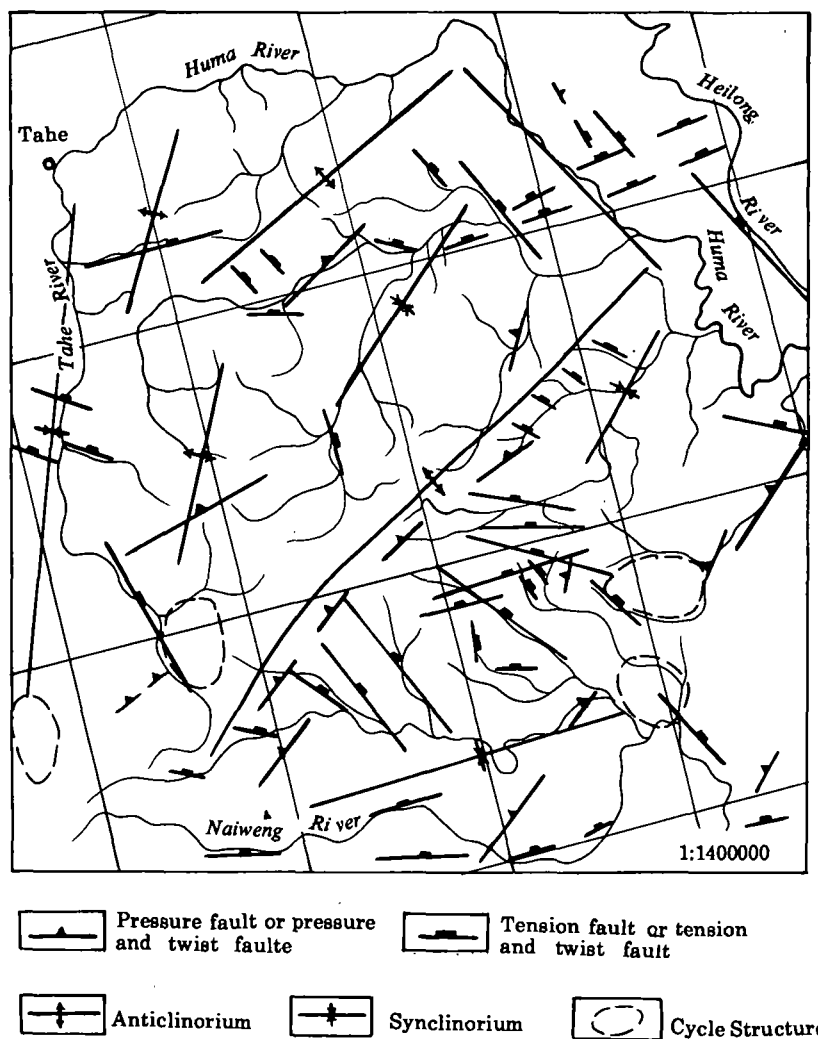 Huma River
Heilong
River
Tahe
Tahe River
Huma
River
Naiweng River
1:1400000
Pressure fault or pressure
and twist faulte
Tension fault or tension
and twist fault
Anticlinorium
Synclinorium
Cycle Structure